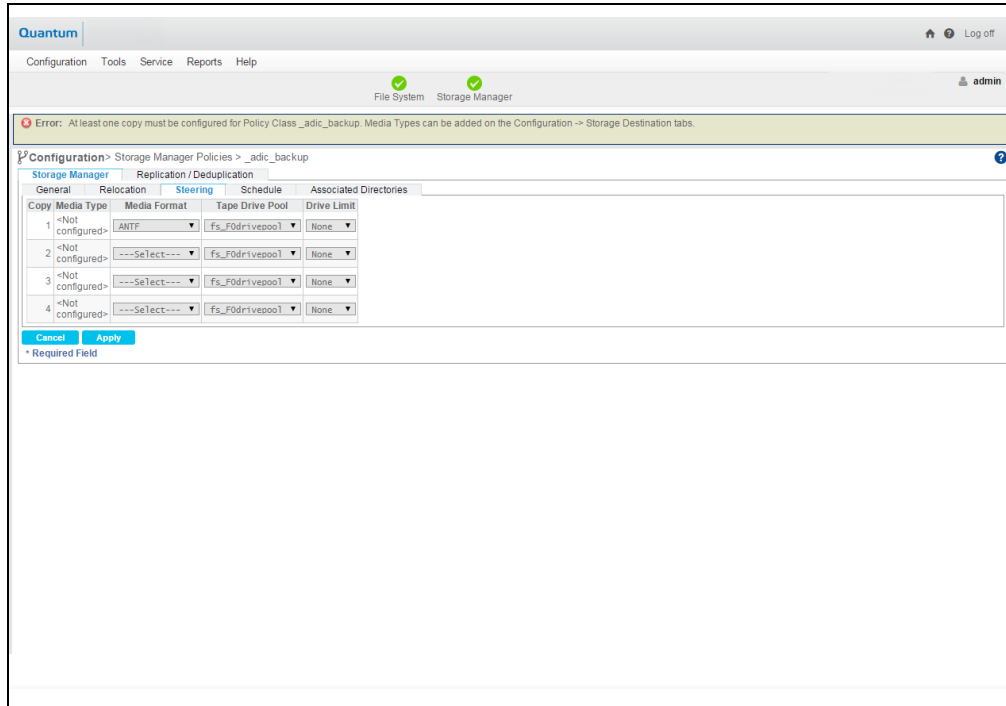 Quantum
Log off
Configuration Tools Service Reports Help
admin
File System Storage Manager
Error: At least one copy must be configured for Policy Class _adic_backup. Media Types can be added on the Configuration -> Storage Destination tabs.
Configuration> Storage Manager Policies > _adic_backup
Storage Manager Replication / Deduplication
General Relocation Steering Schedule Associated Directories
Copy Media Type Media Format Tape Drive Pool Drive Limit
1 <Not configured> ANTF fs_F0drivepool None
2 <Not configured> ---Select--- fs_F0drivepool None
3 <Not configured> ---Select--- fs_F0drivepool None
4 <Not configured> ---Select--- fs_F0drivepool None
Cancel Apply
* Required Field